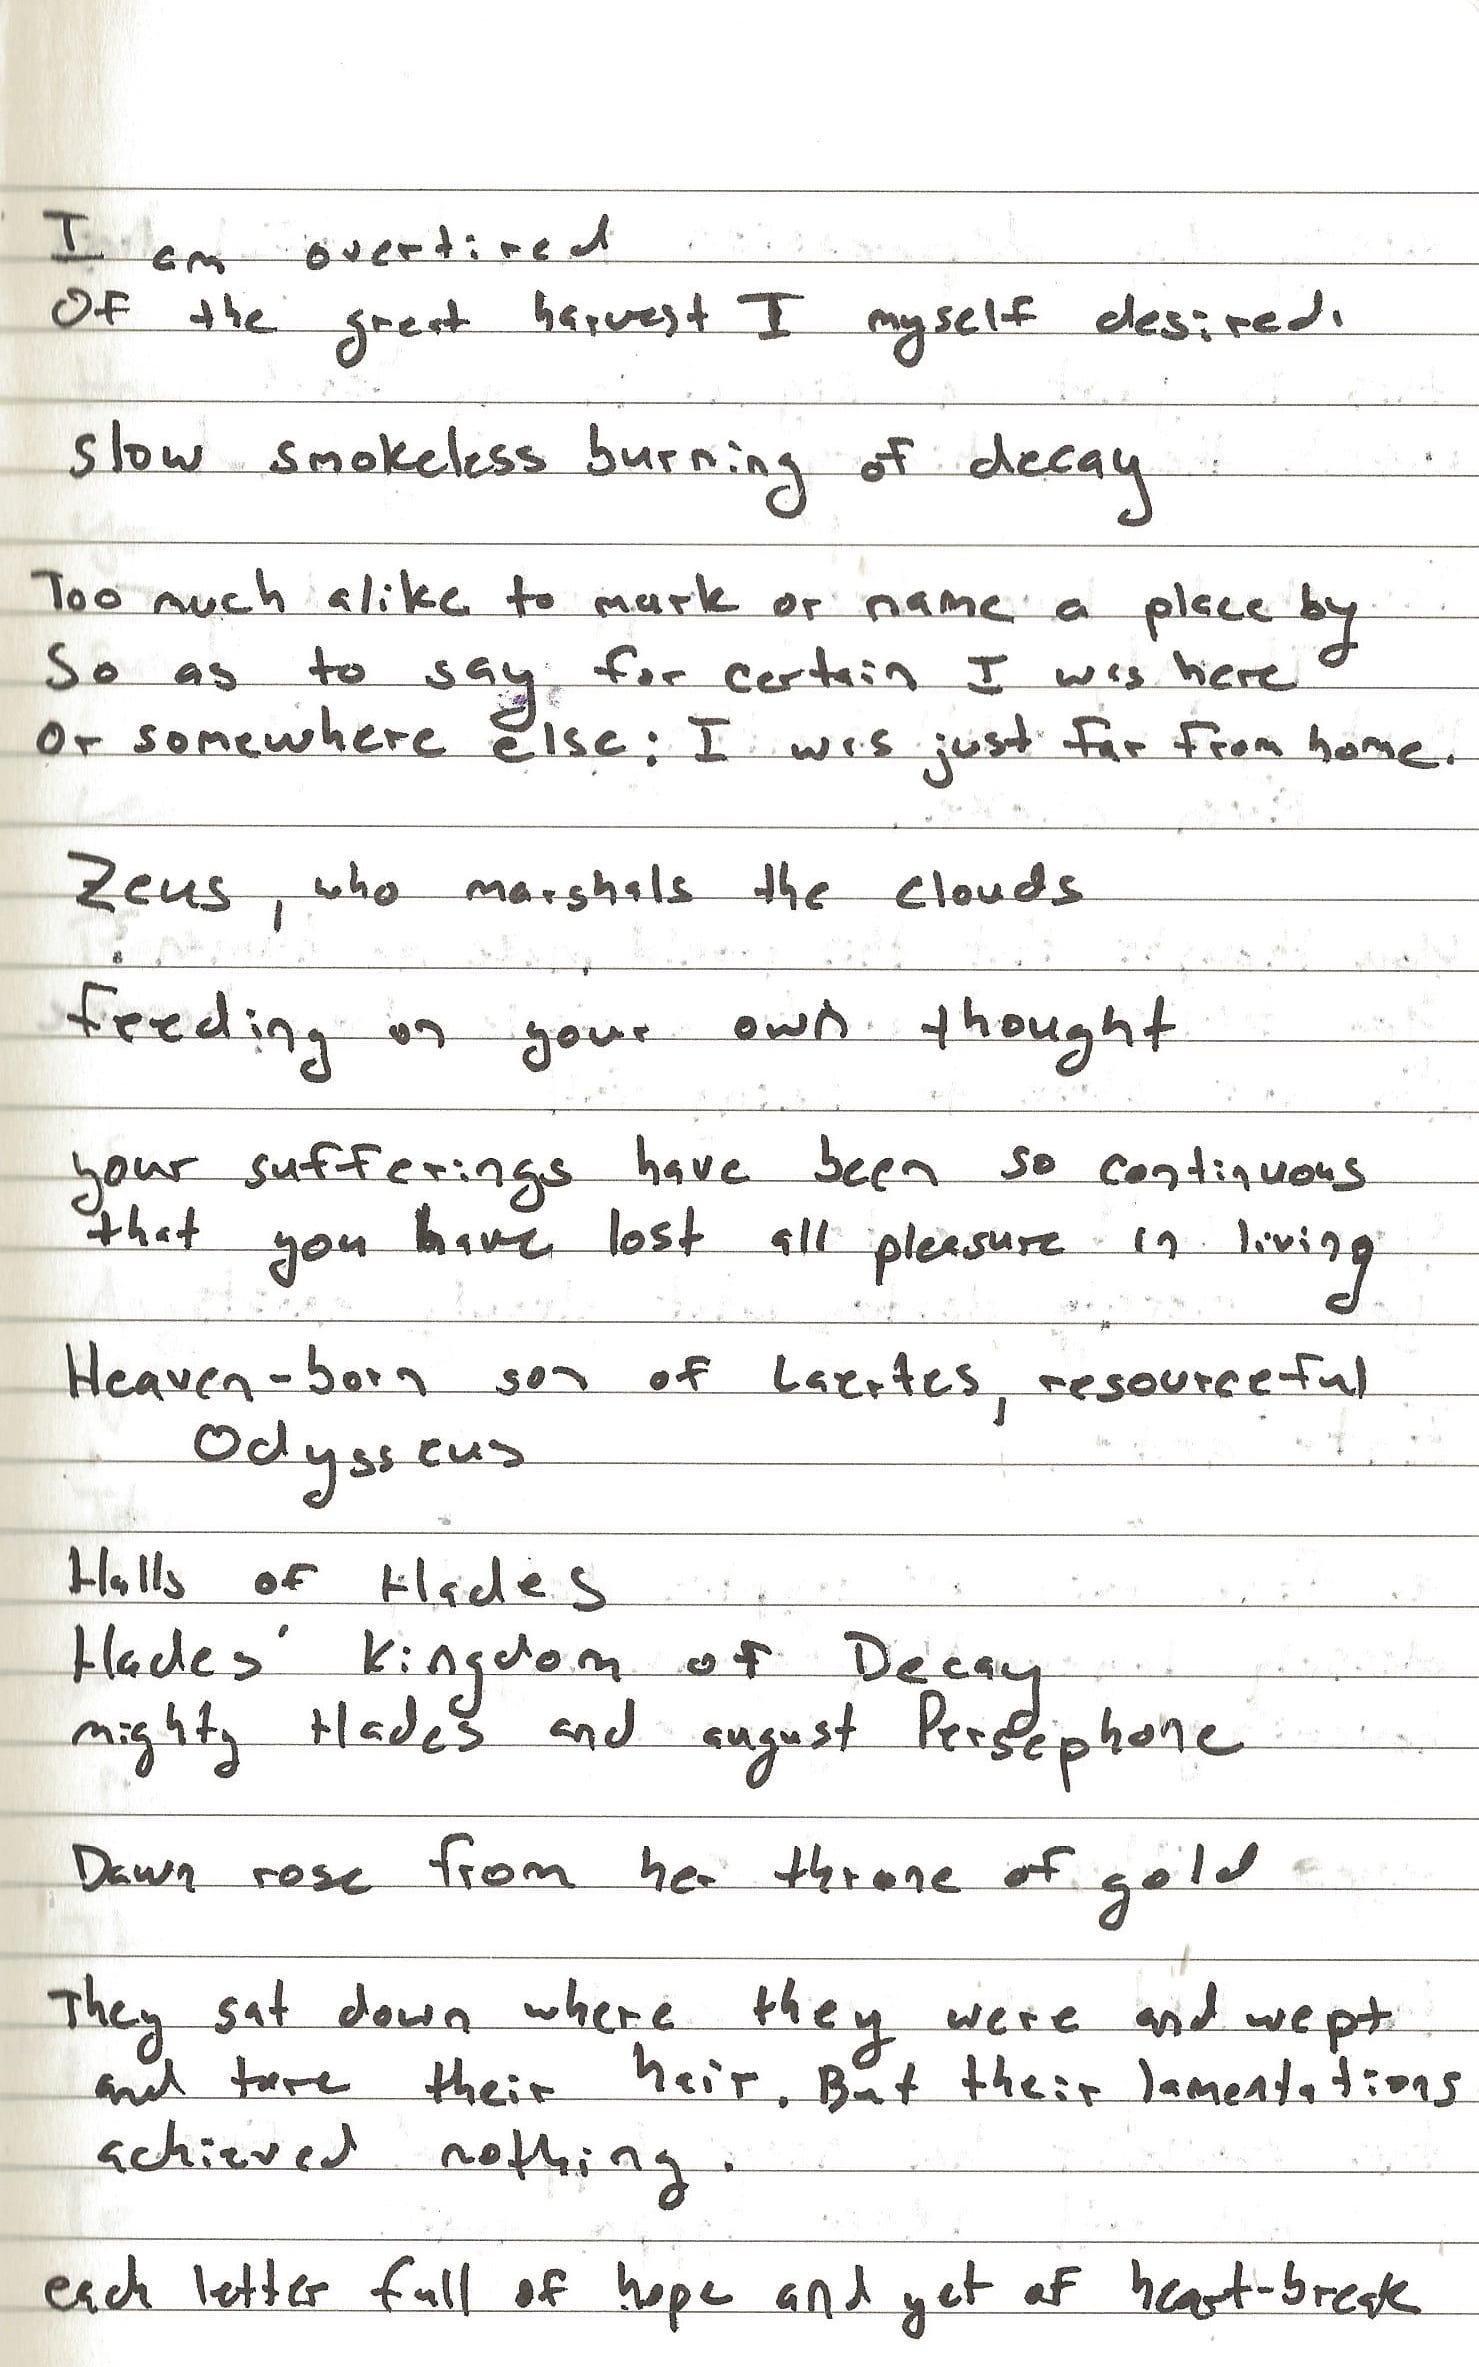 I am overtired
Of the great harvest I myself desired.
slow smokeless burning of decay
Too much alike to mark or name a place by
So as to say for certain I was here
Or somewhere else: I was just far from home.
Zeus, who marshals the clouds
feeding on your own thought
your sufferings have been so continuous
that you have lost all pleasure in living
Heaven-born son of Laertes, resourceful
Odysseus
Halls of Hades
Hades' Kingdom of Decay
mighty Hades and august Persephone
Dawn rose from her throne of gold
They sat down where they were and wept
and tore their hair. But their lamentations
achieved nothing.
each letter full of hope and yet of heart-break